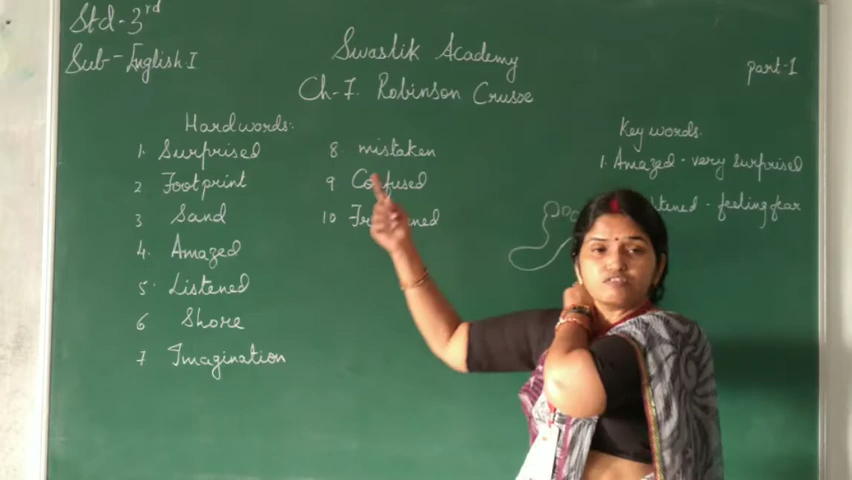 Std-3rd
Sub-English.I
Swastik Academy
Ch-7. Robinson Crusoe
part-1
Hardwords:.
1. Surprised
2 Footprint
3 Sand
4. Amazed
5. Listened
6 Shore
7 Imagination
8. mistaken
9 Confused
10
Key words.
1. Amazed - very surprised
- feeling fear